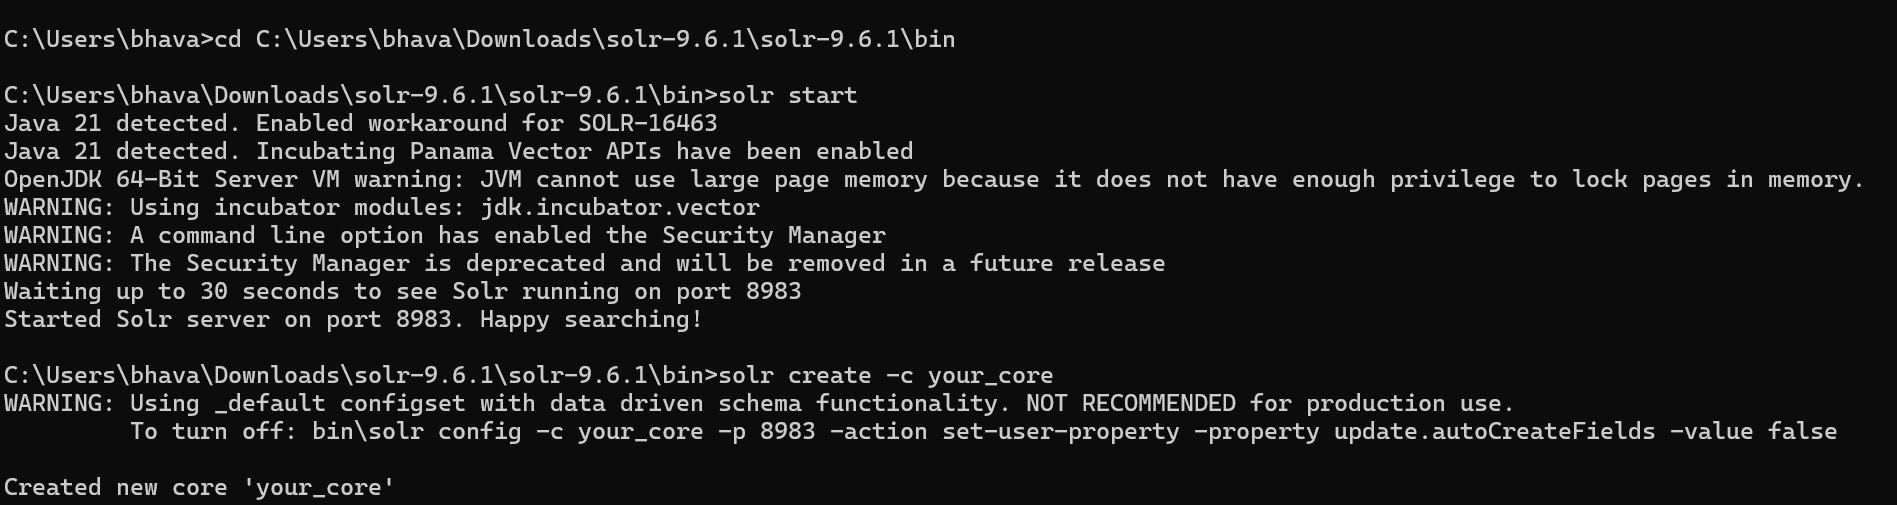 C:\Users\bhava>cd C:\Users\bhava\Downloads\solr-9.6.1\solr-9.6.1\bin
C:\Users\bhava\Downloads\solr-9.6.1\solr-9.6.1\bin>solr start
Java 21 detected. Enabled workaround for SOLR-16463
Java 21 detected. Incubating Panama Vector APIs have been enabled
OpenJDK 64-Bit Server VM warning: JVM cannot use large page memory because it does not have enough privilege to lock pages in memory.
WARNING: Using incubator modules: jdk.incubator.vector
WARNING: A command line option has enabled the Security Manager
WARNING: The Security Manager is deprecated and will be removed in a future release
Waiting up to 30 seconds to see Solr running on port 8983
Started Solr server on port 8983. Happy searching!
C:\Users\bhava\Downloads\solr-9.6.1\solr-9.6.1\bin>solr create -c your_core
WARNING: Using _default configset with data driven schema functionality. NOT RECOMMENDED for production use.
To turn off: bin\solr config -c your_core -p 8983 -action set-user-property -property update.autoCreateFields -value false
Created new core 'your_core'